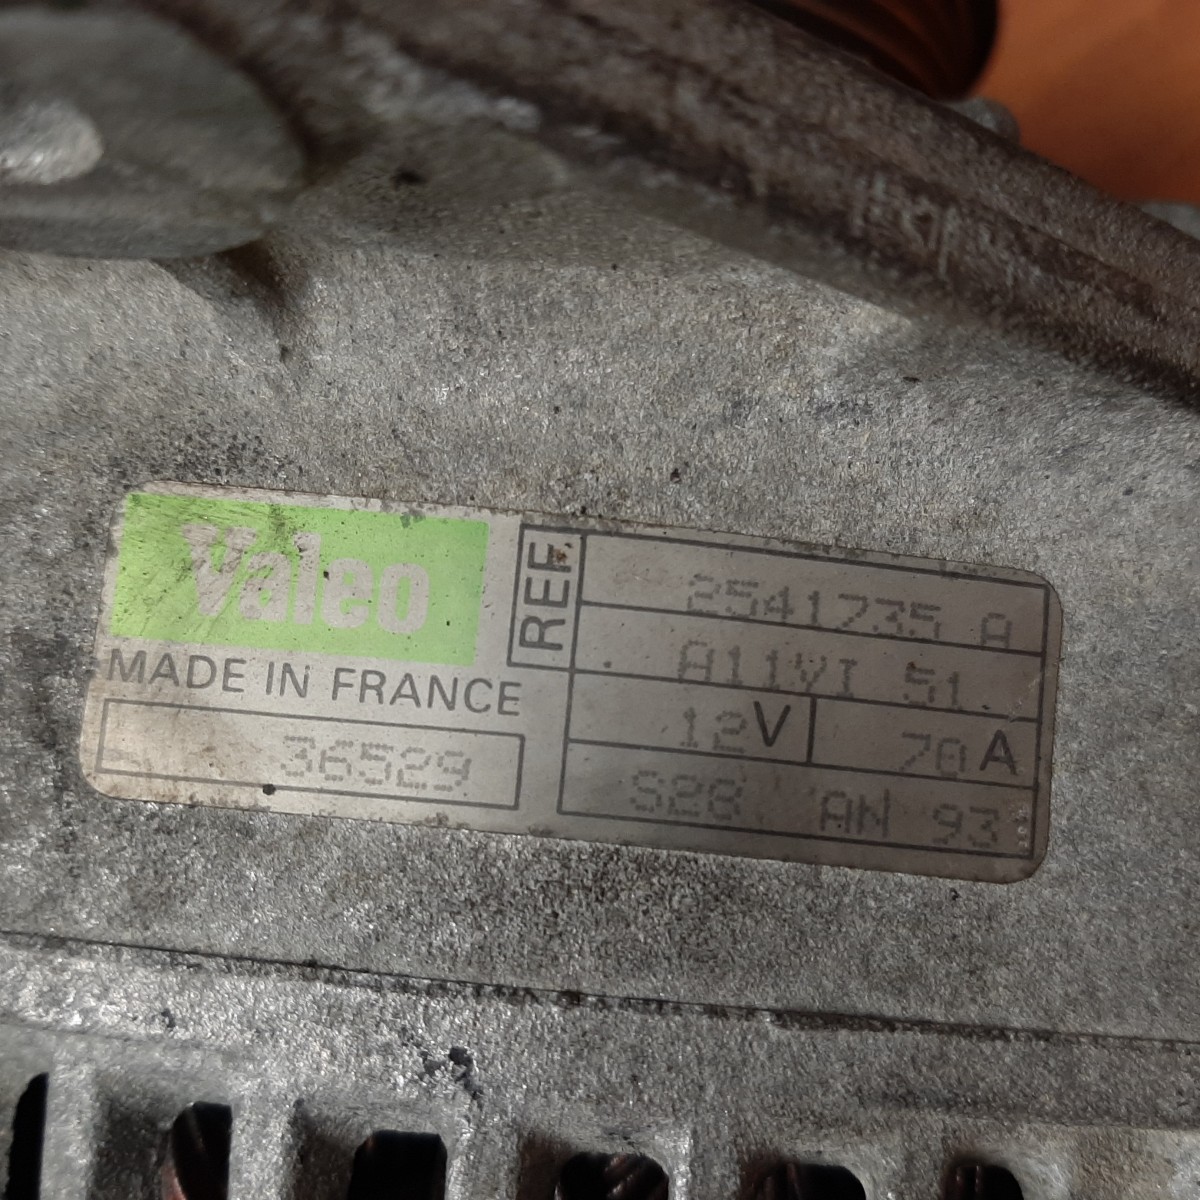 Valeo
MADE IN FRANCE
36529
REF.
2541735 A
A11VI 51
12V 70A
S28 AN 93